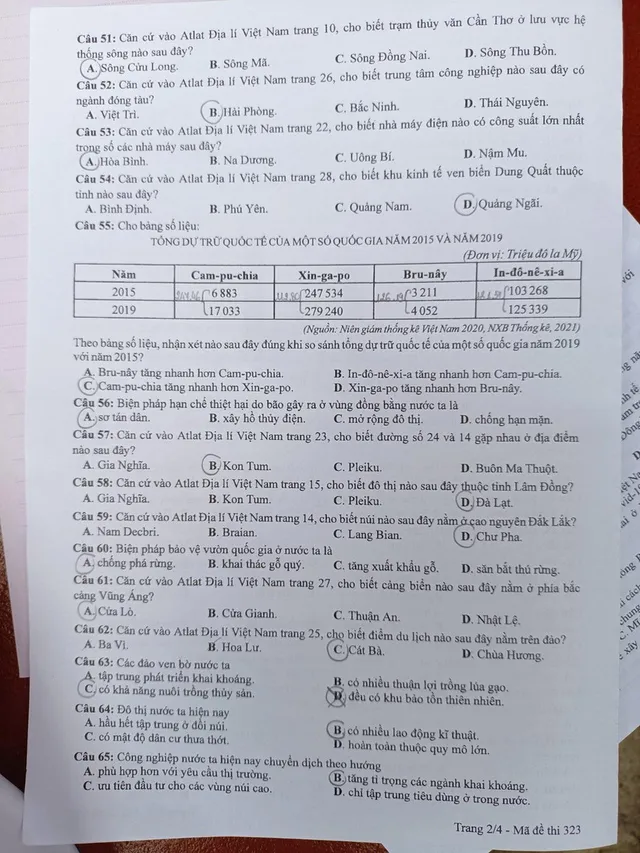 Câu 51: Căn cứ vào Atlat Địa lí Việt Nam trang 10, cho biết trạm thủy văn Cần Thơ ở lưu vực hệ
thống sông nào sau đây?
A. Sông Cửu Long. B. Sông Mã. C. Sông Đồng Nai. D. Sông Thu Bồn.
Câu 52: Căn cứ vào Atlat Địa lí Việt Nam trang 26, cho biết trung tâm công nghiệp nào sau đây có
ngành đóng tàu?
A. Việt Trì. B. Hải Phòng. C. Bắc Ninh. D. Thái Nguyên.
Câu 53: Căn cứ vào Atlat Địa lí Việt Nam trang 22, cho biết nhà máy điện nào có công suất lớn nhất
trong số các nhà máy sau đây?
A. Hòa Bình. B. Na Dương. C. Uông Bí. D. Nậm Mu.
Câu 54: Căn cứ vào Atlat Địa lí Việt Nam trang 28, cho biết khu kinh tế ven biển Dung Quất thuộc
tỉnh nào sau đây?
A. Bình Định. B. Phú Yên. C. Quảng Nam. D. Quảng Ngãi.
Câu 55: Cho bảng số liệu:
TỔNG DỰ TRỮ QUỐC TẾ CỦA MỘT SỐ QUỐC GIA NĂM 2015 VÀ NĂM 2019
(Đơn vị: Triệu đô la Mỹ)
Năm Cam-pu-chia Xin-ga-po Bru-nây In-đô-nê-xi-a
2015 6 883 247 534 3 211 103 268
2019 17 033 279 240 4 052 125 339
(Nguồn: Niên giám thống kê Việt Nam 2020, NXB Thống kê, 2021)
Theo bảng số liệu, nhận xét nào sau đây đúng khi so sánh tổng dự trữ quốc tế của một số quốc gia năm 2019
với năm 2015?
A. Bru-nây tăng nhanh hơn Cam-pu-chia. B. In-đô-nê-xi-a tăng nhanh hơn Cam-pu-chia.
C. Cam-pu-chia tăng nhanh hơn Xin-ga-po. D. Xin-ga-po tăng nhanh hơn Bru-nây.
Câu 56: Biện pháp hạn chế thiệt hại do bão gây ra ở vùng đồng bằng nước ta là
A. sơ tán dân. B. xây hồ thủy điện. C. mở rộng đô thị. D. chống hạn mặn.
Câu 57: Căn cứ vào Atlat Địa lí Việt Nam trang 23, cho biết đường số 24 và 14 gặp nhau ở địa điểm
nào sau đây?
A. Gia Nghĩa. B. Kon Tum. C. Pleiku. D. Buôn Ma Thuột.
Câu 58: Căn cứ vào Atlat Địa lí Việt Nam trang 15, cho biết đô thị nào sau đây thuộc tỉnh Lâm Đồng?
A. Gia Nghĩa. B. Kon Tum. C. Pleiku. D. Đà Lạt.
Câu 59: Căn cứ vào Atlat Địa lí Việt Nam trang 14, cho biết núi nào sau đây nằm ở cao nguyên Đắk Lắk?
A. Nam Decbri. B. Braian. C. Lang Bian. D. Chư Pha.
Câu 60: Biện pháp bảo vệ vườn quốc gia ở nước ta là
A. chống phá rừng. B. khai thác gỗ quý. C. tăng xuất khẩu gỗ. D. săn bắt thú rừng.
Câu 61: Căn cứ vào Atlat Địa lí Việt Nam trang 27, cho biết cảng biển nào sau đây nằm ở phía bắc
cảng Vũng Áng?
A. Cửa Lò. B. Cửa Gianh. C. Thuận An. D. Nhật Lệ.
Câu 62: Căn cứ vào Atlat Địa lí Việt Nam trang 25, cho biết điểm du lịch nào sau đây nằm trên đảo?
A. Ba Vì. B. Hoa Lư. C. Cát Bà. D. Chùa Hương.
Câu 63: Các đảo ven bờ nước ta
A. tập trung phát triển khai khoáng. B. có nhiều thuận lợi trồng lúa gạo.
C. có khả năng nuôi trồng thủy sản. D. đều có khu bảo tồn thiên nhiên.
Câu 64: Đô thị nước ta hiện nay
A. hầu hết tập trung ở đồi núi. B. có nhiều lao động kĩ thuật.
C. có mật độ dân cư thưa thớt. D. hoàn toàn thuộc quy mô lớn.
Câu 65: Công nghiệp nước ta hiện nay chuyển dịch theo hướng
A. phù hợp hơn với yêu cầu thị trường. B. tăng tỉ trọng các ngành khai khoáng.
C. ưu tiên đầu tư cho các vùng núi cao. D. chỉ tập trung tiêu dùng ở trong nước.
Trang 2/4 - Mã đề thi 323